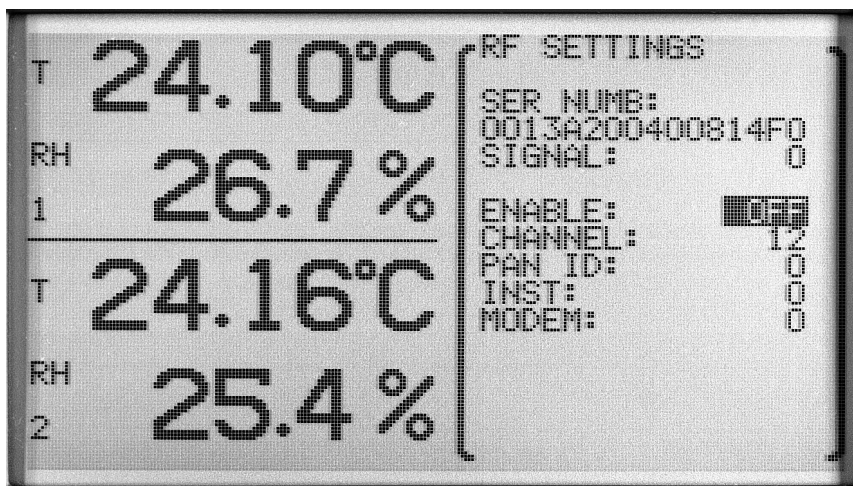 T 24.10°C
RH 26.7 %
1
T 24.16°C
RH 25.4 %
2
RF SETTINGS
SER NUMB:
0013A200400814F0
SIGNAL: 0
ENABLE: OFF
CHANNEL: 12
PAN ID: 0
INST: 0
MODEM: 0